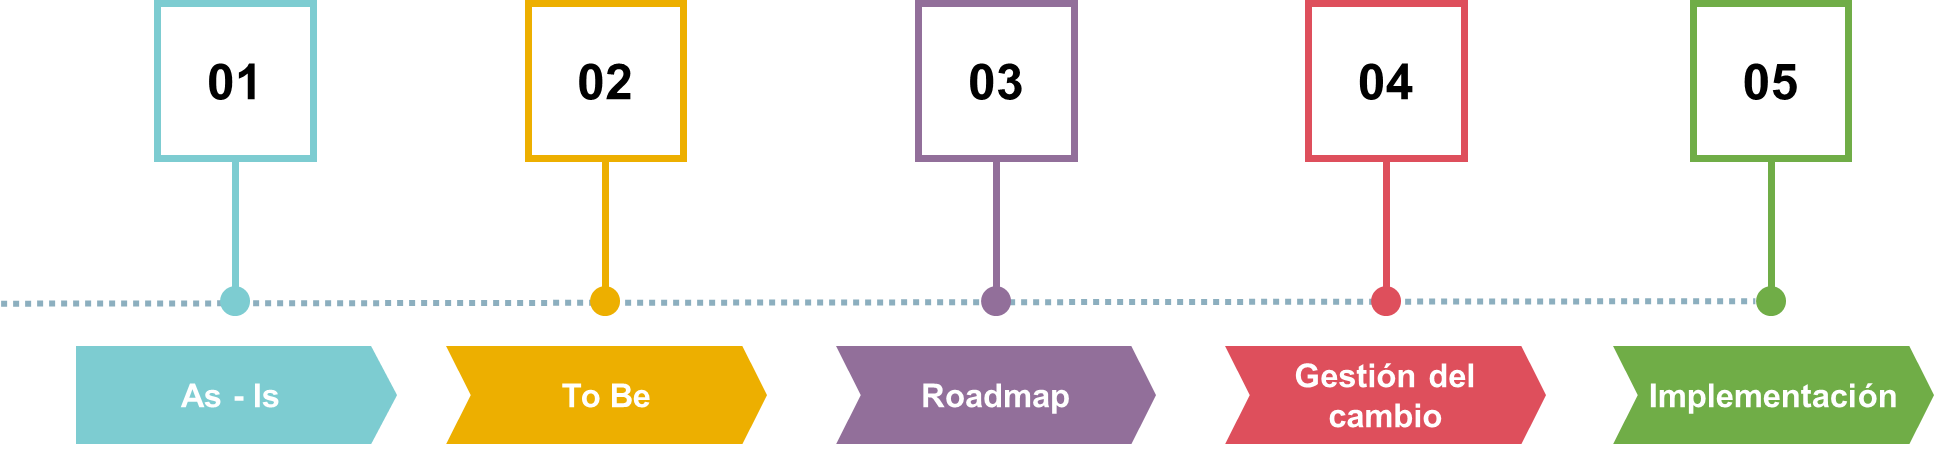 01
02
03
04
05
As - Is
To Be
Roadmap
Gestión del
cambio
Implementación